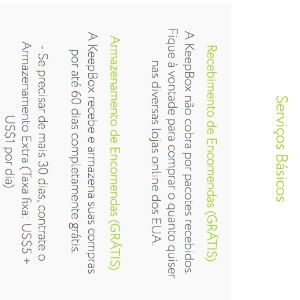 Serviços Básicos
Recebimento de Encomendas (GRÁTIS)
A KeepBox não cobra por pacotes recebidos.
Fique à vontade para comprar o quanto quiser
nas diversas lojas online dos EUA.
Armazenamento de Encomendas (GRÁTIS)
A KeepBox recebe e armazena suas compras
por até 60 dias completamente grátis.
- Se precisar de mais 30 dias, contrate o
Armazenamento Extra (Taxa fixa: US$5 +
US$1 por dia)